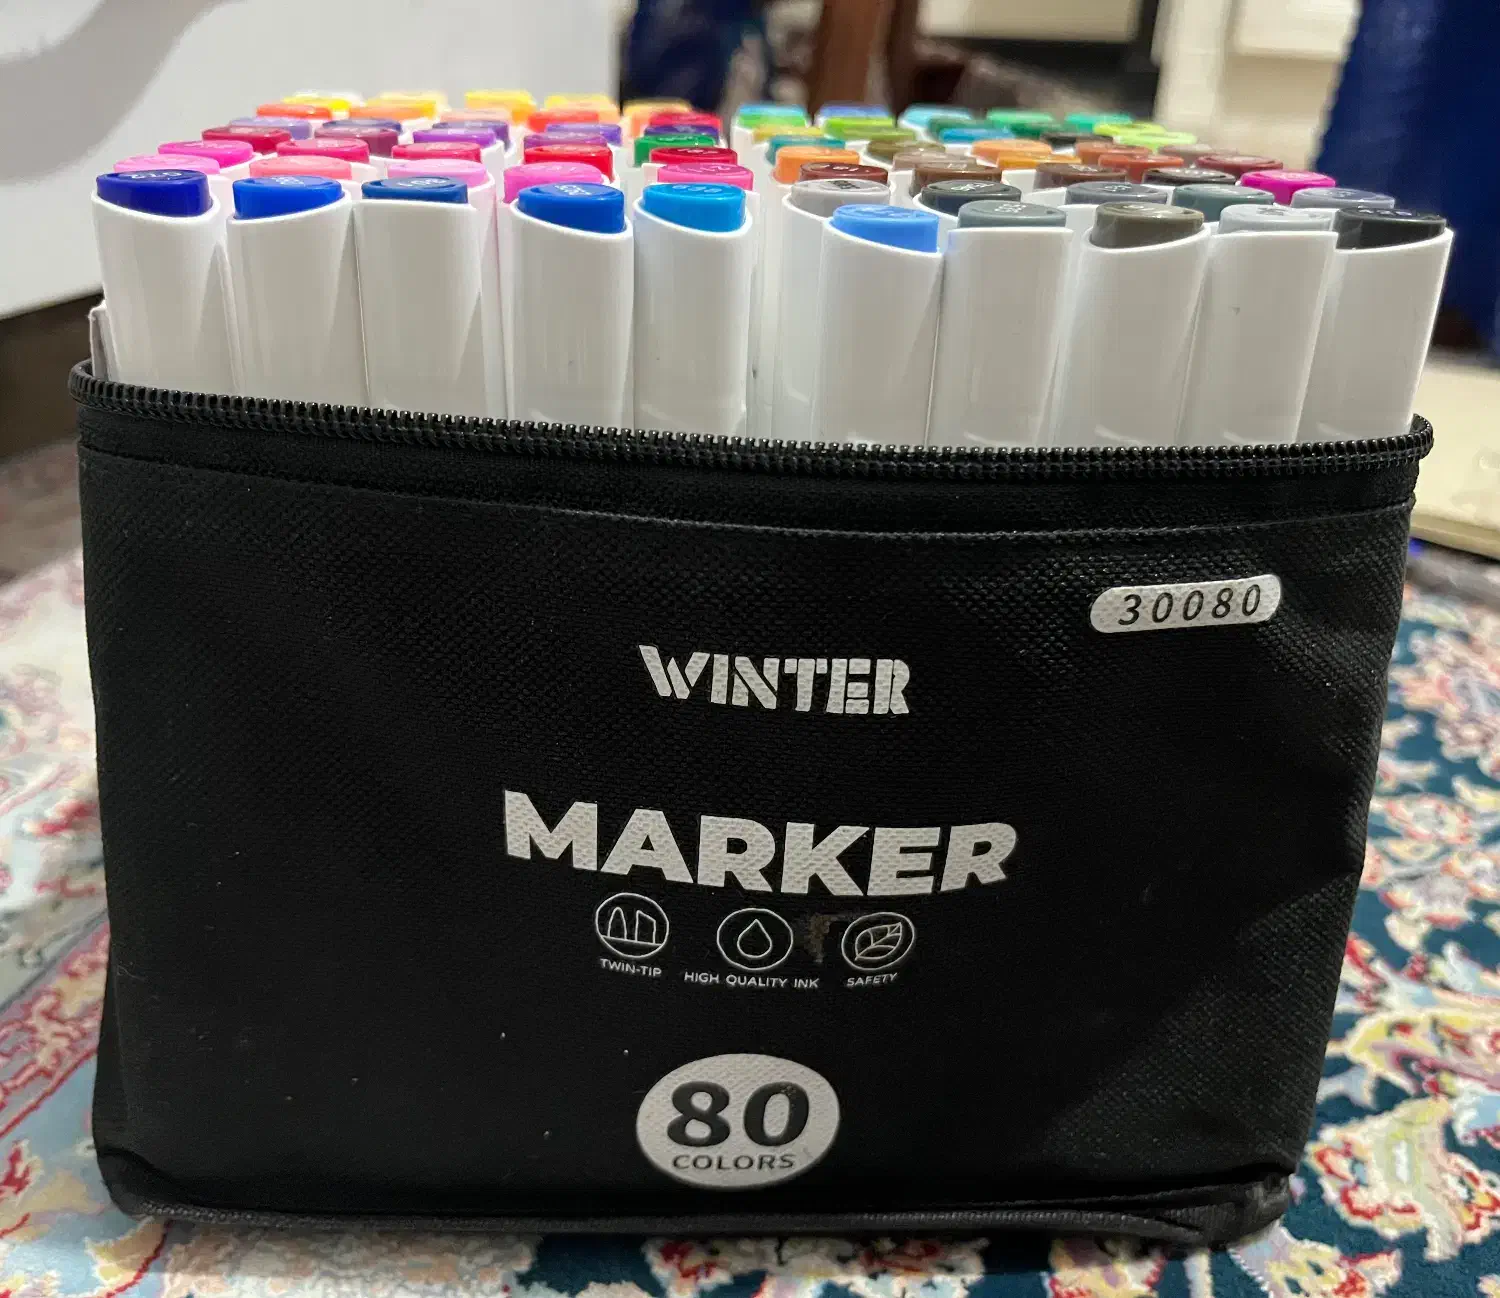 30080
WINTER
MARKER
TWIN-TIP HIGH QUALITY INK SAFETY
80
COLORS